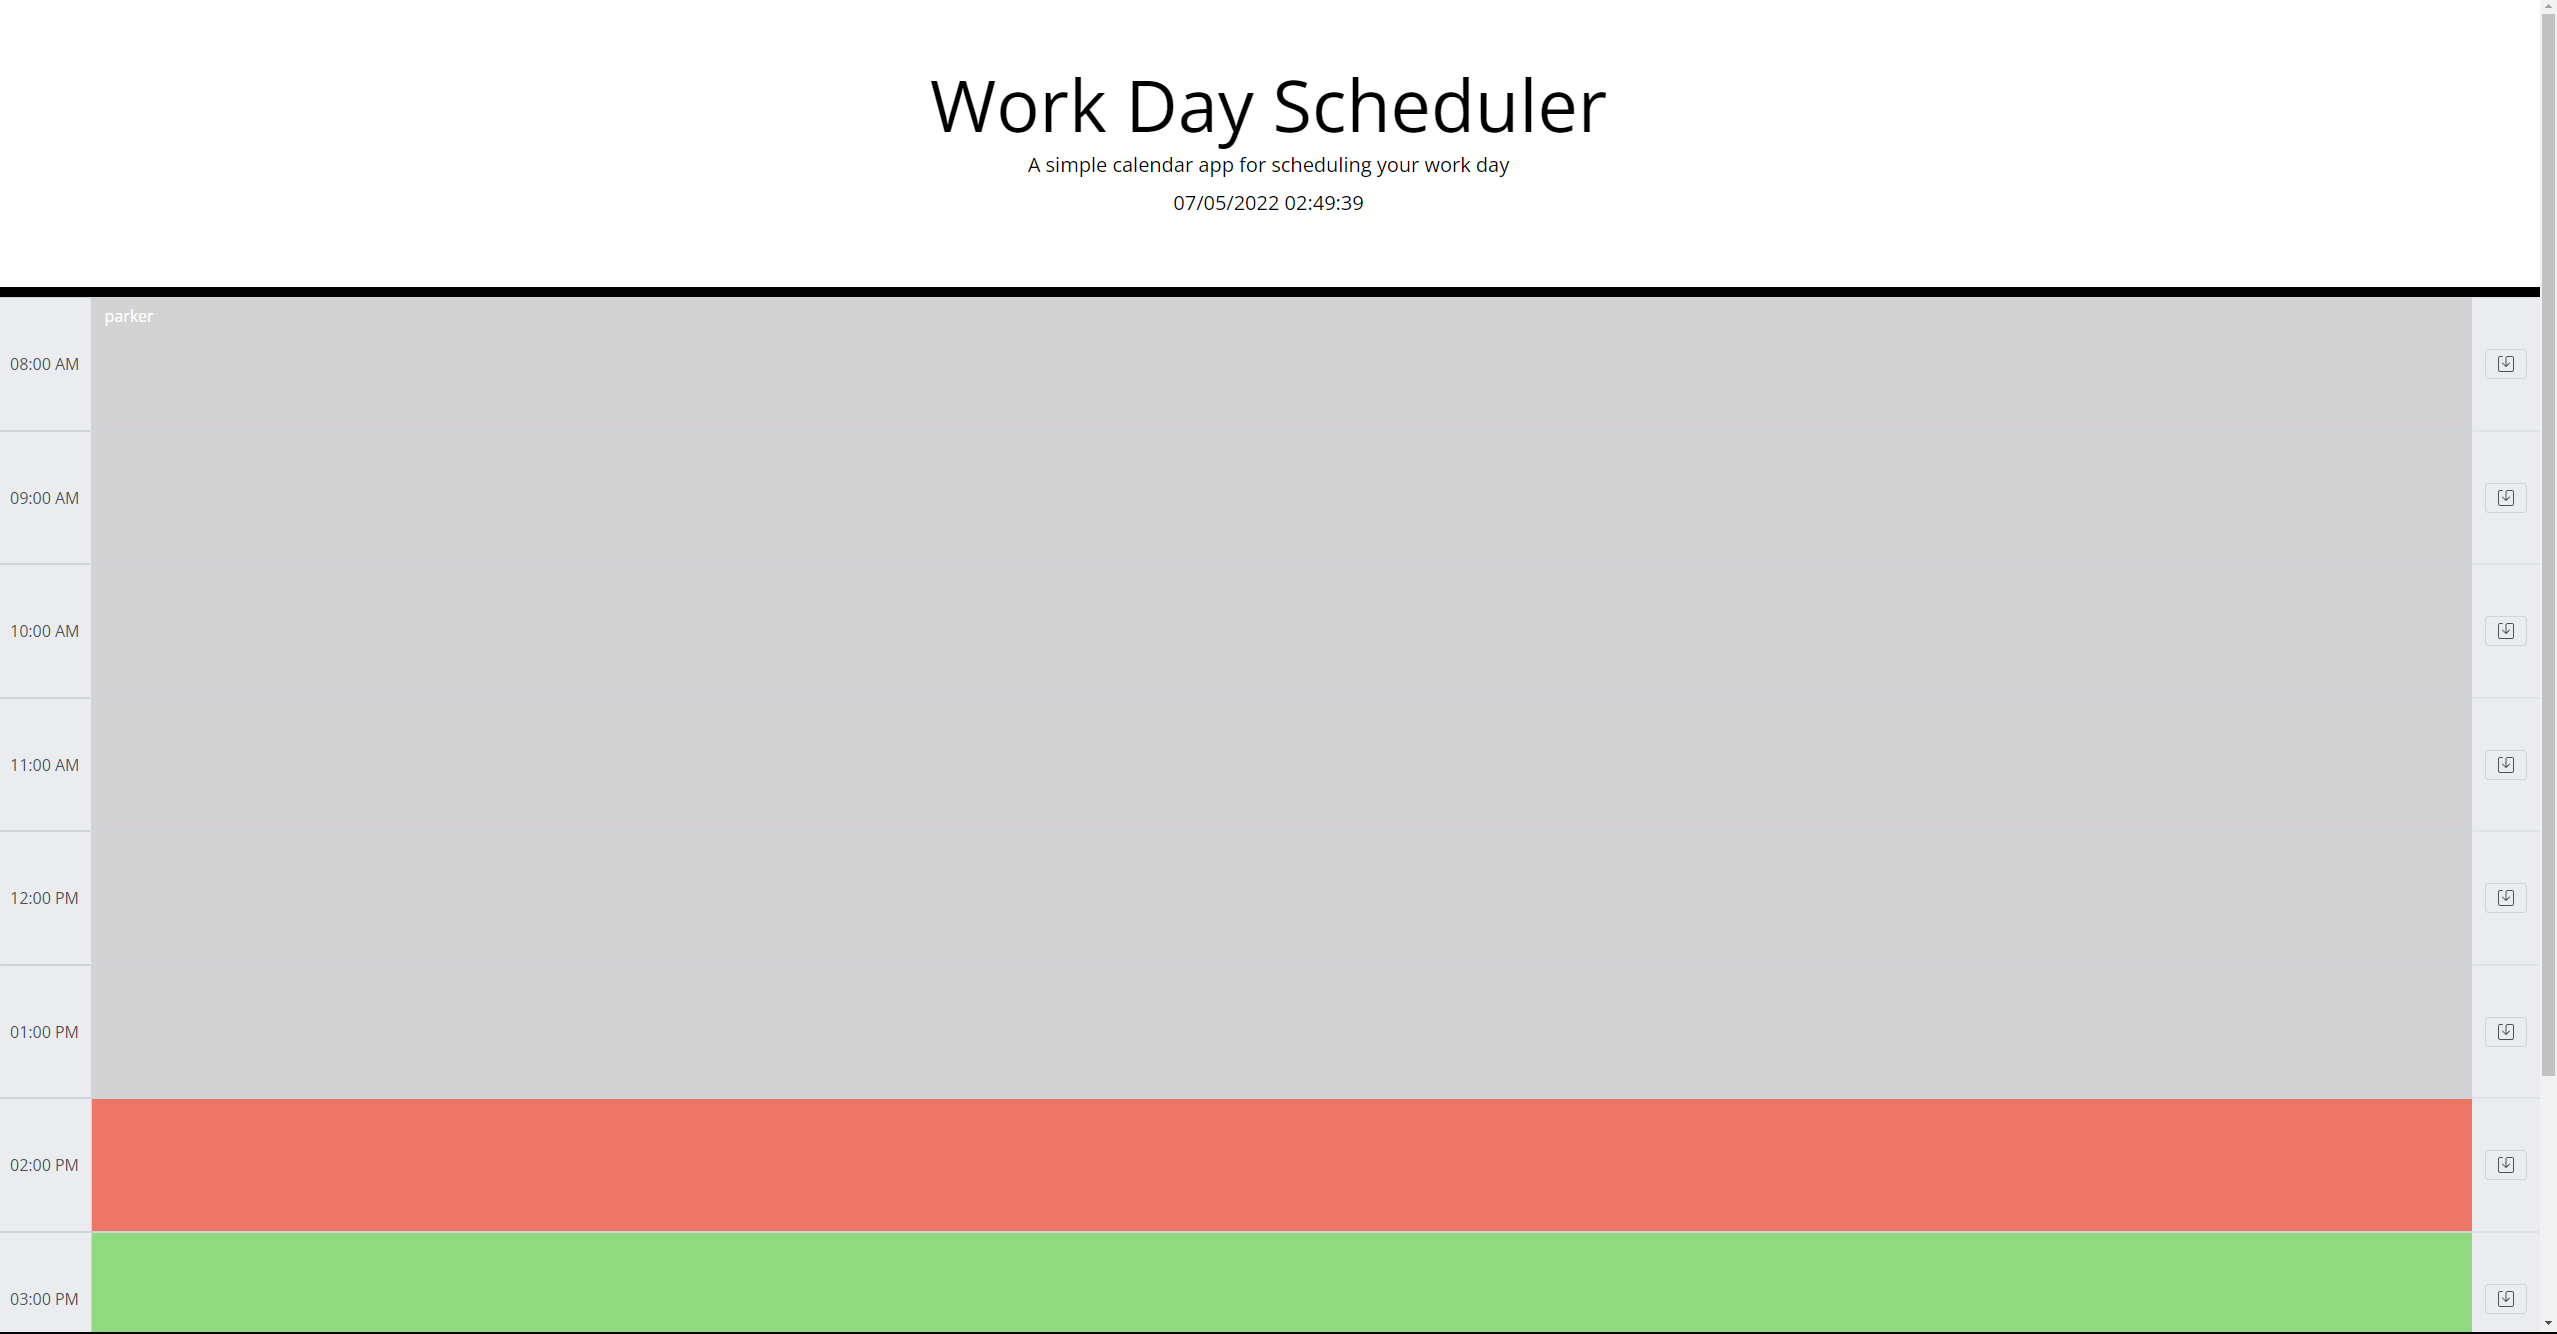 Work Day Scheduler
A simple calendar app for scheduling your work day
07/05/2022 02:49:39
08:00 AM
parker
09:00 AM
10:00 AM
11:00 AM
12:00 PM
01:00 PM
02:00 PM
03:00 PM